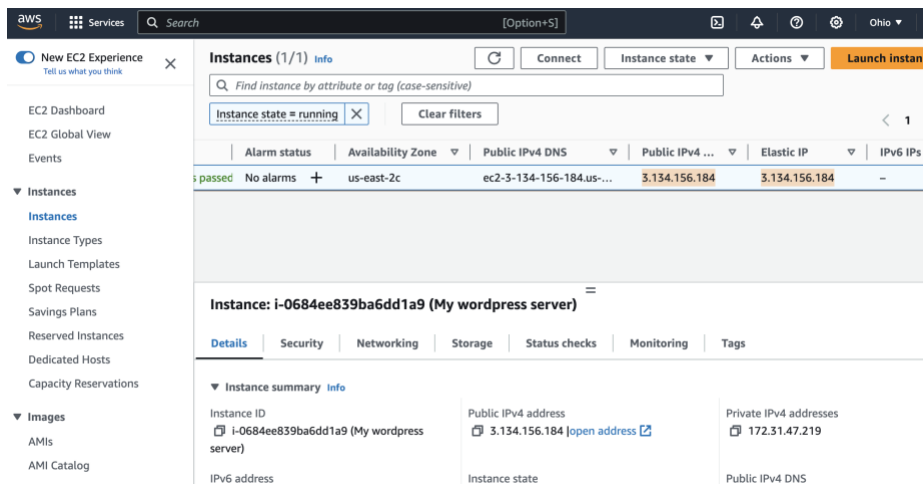 aws Services Search [Option+S] Ohio
New EC2 Experience
Tell us what you think
EC2 Dashboard
EC2 Global View
Events
Instances
Instances
Instance Types
Launch Templates
Spot Requests
Savings Plans
Reserved Instances
Dedicated Hosts
Capacity Reservations
Images
AMIs
AMI Catalog
Instances (1/1) Info Connect Instance state Actions Launch instan
Find instance by attribute or tag (case-sensitive)
Instance state = running Clear filters
1
Alarm status Availability Zone Public IPv4 DNS Public IPv4 ... Elastic IP IPv6 IPs
s passed No alarms + us-east-2c ec2-3-134-156-184.us-... 3.134.156.184 3.134.156.184 –
Instance: i-0684ee839ba6dd1a9 (My wordpress server)
Details Security Networking Storage Status checks Monitoring Tags
Instance summary Info
Instance ID Public IPv4 address Private IPv4 addresses
i-0684ee839ba6dd1a9 (My wordpress 3.134.156.184 |open address 172.31.47.219
server)
IPv6 address Instance state Public IPv4 DNS